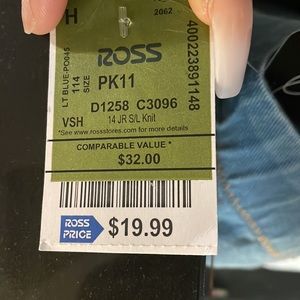 H
2062
ROSS
PK11
D1258 C3096
VSH 14 JR S/L Knit
*See www.rossstores.com for more details
COMPARABLE VALUE *
$32.00
ROSS PRICE
$19.99
LT BLUE-PC045
114
SIZE
400223891148